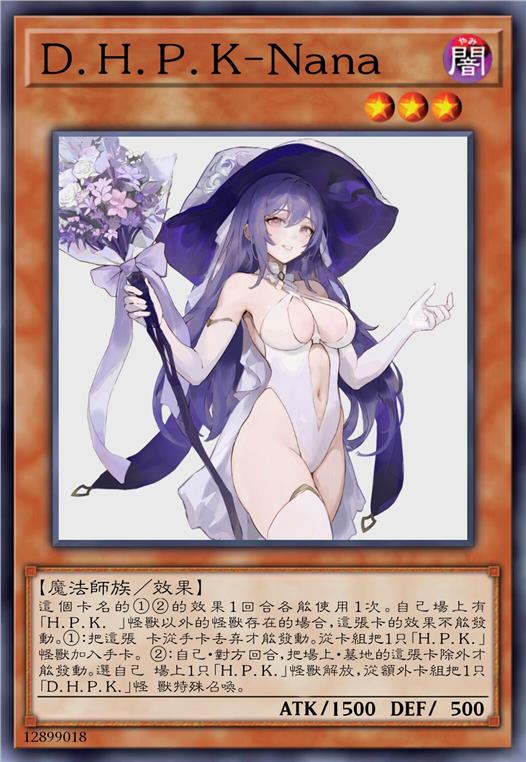 D.H.P.K-Nana
やみ
闇
【魔法師族／效果】
這個卡名的①②的效果1回合各能使用1次。自己場上有
「H.P.K. 」怪獸以外的怪獸存在的場合，這張卡的效果不能發
動。①：把這張 卡從手卡丟弃才能發動。從卡組把1只「H.P.K.」
怪獸加入手卡。 ②：自己·對方回合，把場上·墓地的這張卡除外才
能發動。選自己 場上1只「H.P.K.」怪獸解放，從額外卡組把1只
「D.H.P.K.」怪 獸特殊召喚。
ATK/1500 DEF/ 500
12899018